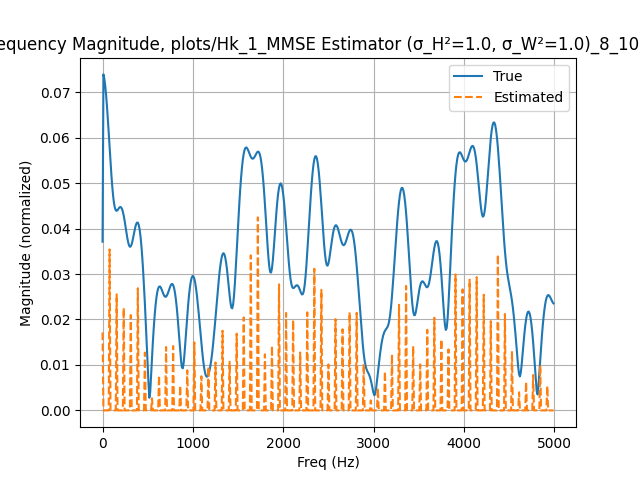 equency Magnitude, plots/Hk_1_MMSE Estimator (σ_H²=1.0, σ_W²=1.0)_8_10
True
Estimated
Magnitude (normalized)
0.07
0.06
0.05
0.04
0.03
0.02
0.01
0.00
0 1000 2000 3000 4000 5000
Freq (Hz)